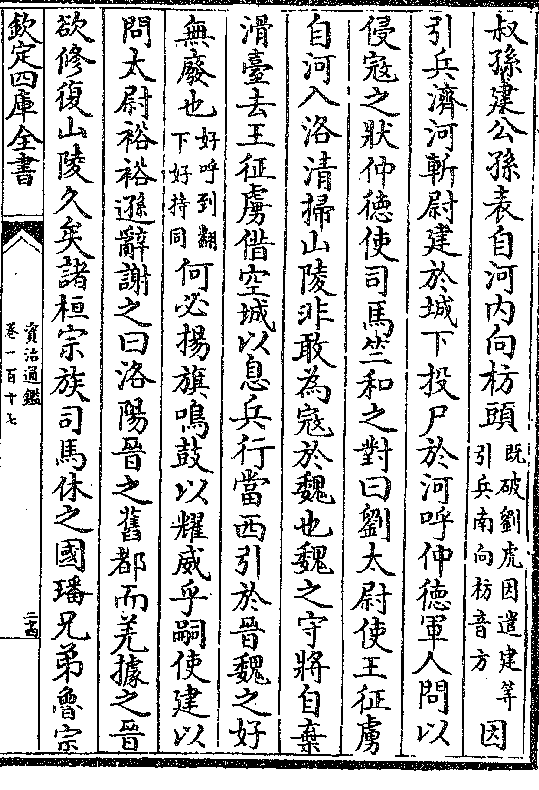 叔孫建公孫表自河内向枋頭既破劉虎因遣建等引兵南向枋音方因
引兵濟河斬尉建於城下投尸於河呼仲徳軍人問以
侵寇之狀仲徳使司馬竺和之對曰劉太尉使王征虜
自河入洛清掃山陵非敢為寇於魏也魏之守將自棄
滑臺去王征虜借空城以息兵行當西引於晉魏之好
無廢也好呼到翻下好持同何必揚旗鳴鼓以耀威乎嗣使建以
問太尉裕裕遜辭謝之曰洛陽晉之舊都而羌據之晉
欲修復山陵久矣諸桓宗族司馬休之國璠兄弟魯宗
欽定四庫全書
資治通鑑
卷一百十七
二十四